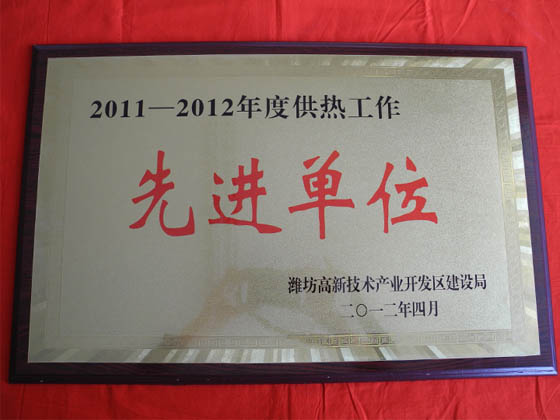 2011—2012年度供热工作
先进单位
潍坊高新技术产业开发区建设局
二〇一二年四月